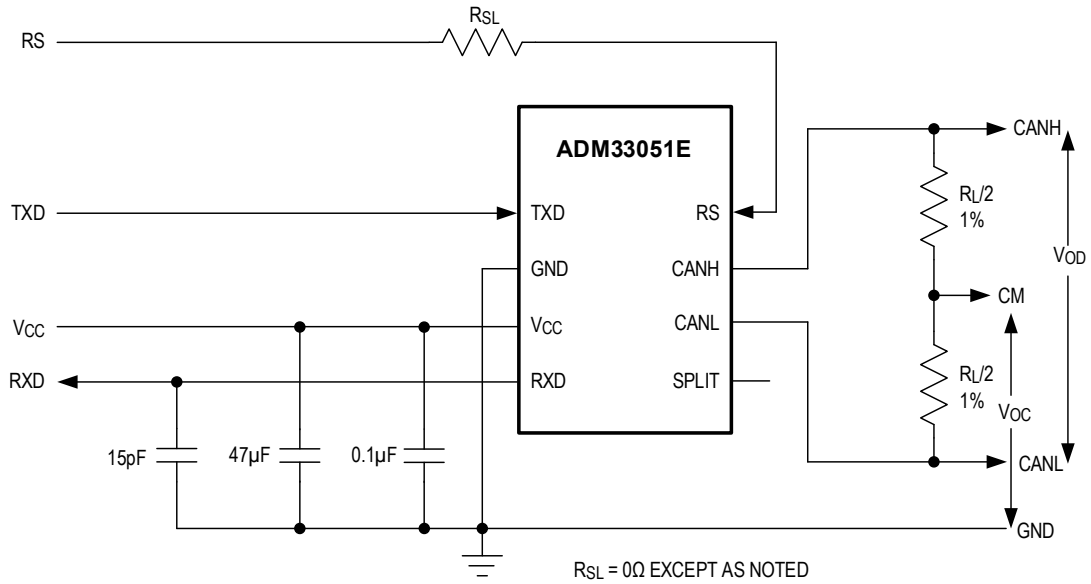 RS
RSL
ADM33051E
TXD
TXD
RS
GND
CANH
VCC
VCC
CANL
RXD
RXD
SPLIT
15pF
47µF
0.1µF
CANH
RL/2
1%
VOD
CM
RL/2
1%
VOC
CANL
GND
RSL = 0Ω EXCEPT AS NOTED